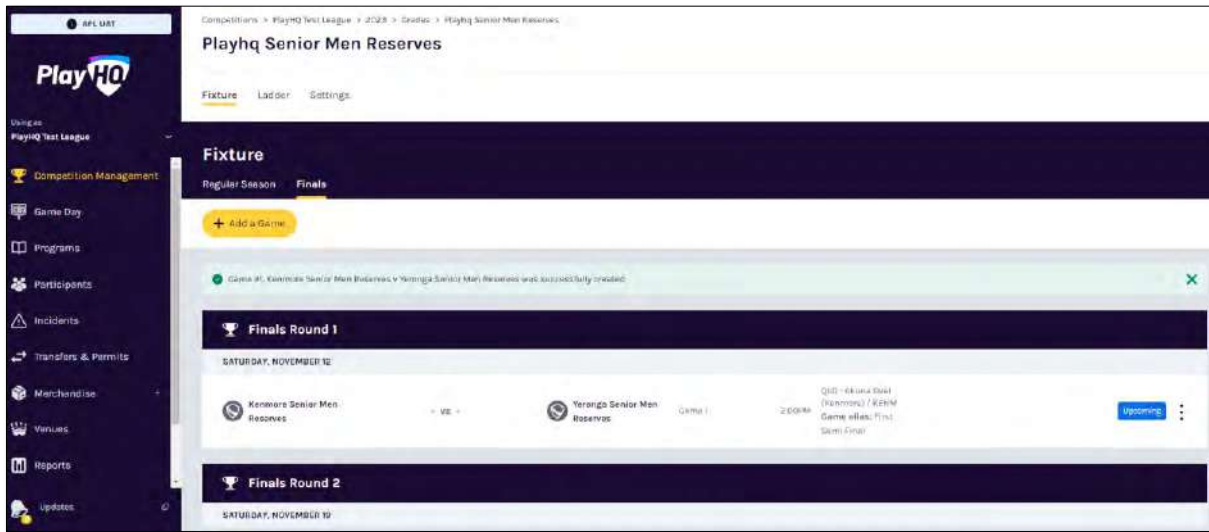 AFL UAT
PlayHQ
Using as
PlayHQ Test League
Competition Management
Game Day
Programs
Participants
Incidents
Transfers & Permits
Merchandise
Venues
Reports
Updates
Competitions > PlayHQ Test League > 2023 > Grades > Playhq Senior Men Reserves
Playhq Senior Men Reserves
Fixture Ladder Settings
Fixture
Regular Season Finals
+ Add a Game
Game #1, Kenmore Senior Men Reserves v Yeronga Senior Men Reserves was successfully created
Finals Round 1
SATURDAY, NOVEMBER 12
Kenmore Senior Men
Reserves
- VS -
Yeronga Senior Men
Reserves
Game 1
2:00PM
(Kenmore) / KENM
Game alias: First
Semi Final
Upcoming
Finals Round 2
SATURDAY, NOVEMBER 19